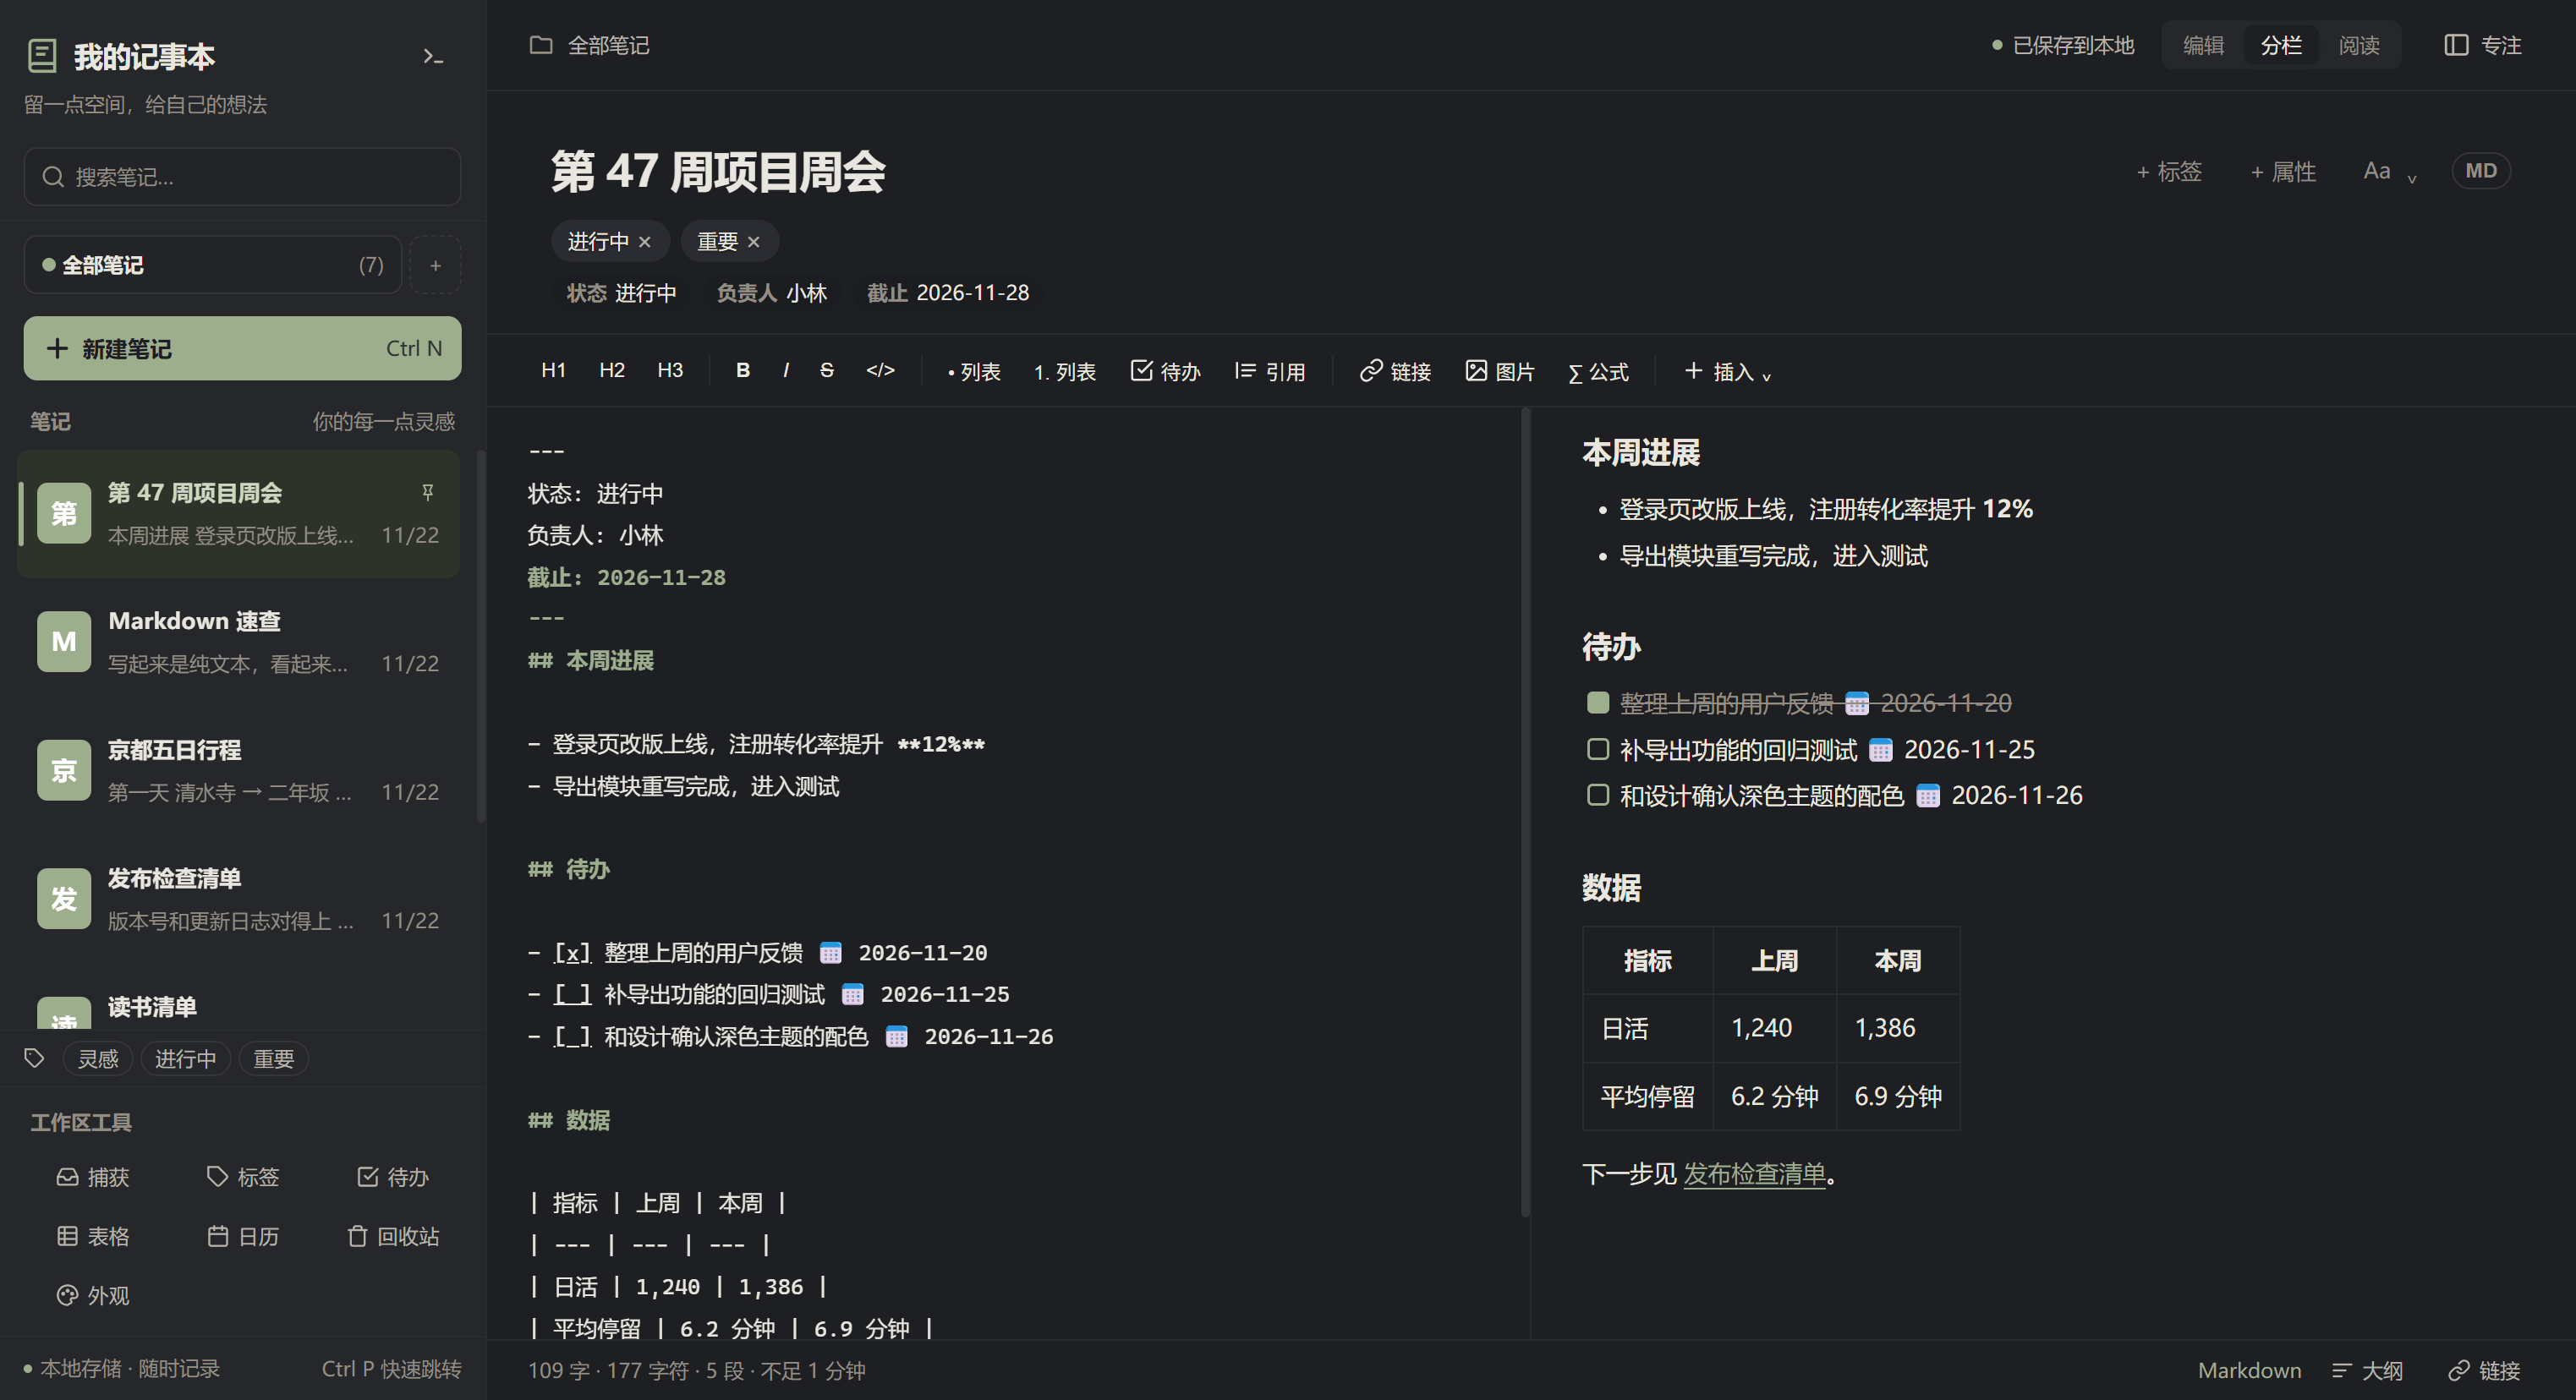 我的记事本
留一点空间，给自己的想法
搜索笔记...
全部笔记 (7) +
新建笔记 Ctrl N
笔记 你的每一点灵感
第
第 47 周项目周会
本周进展 登录页改版上线... 11/22
M
Markdown 速查
写起来是纯文本，看起来... 11/22
京
京都五日行程
第一天 清水寺 → 二年坂 ... 11/22
发
发布检查清单
版本号和更新日志对得上 ... 11/22
读
读书清单
灵感 进行中 重要
工作区工具
捕获 标签 待办
表格 日历 回收站
外观
本地存储 · 随时记录 Ctrl P 快速跳转
全部笔记
已保存到本地 编辑 分栏 阅读 专注
第 47 周项目周会
+ 标签 + 属性 Aa MD
进行中 × 重要 ×
状态 进行中 负责人 小林 截止 2026-11-28
H1 H2 H3 B I S </> • 列表 1. 列表 待办 引用 链接 图片 ∑ 公式 + 插入
---
状态: 进行中
负责人: 小林
截止: 2026-11-28
---
## 本周进展
- 登录页改版上线，注册转化率提升 **12%**
- 导出模块重写完成，进入测试
## 待办
- [x] 整理上周的用户反馈 📅 2026-11-20
- [ ] 补导出功能的回归测试 📅 2026-11-25
- [ ] 和设计确认深色主题的配色 📅 2026-11-26
## 数据
| 指标 | 上周 | 本周 |
| --- | --- | --- |
| 日活 | 1,240 | 1,386 |
| 平均停留 | 6.2 分钟 | 6.9 分钟 |
本周进展
• 登录页改版上线，注册转化率提升 12%
• 导出模块重写完成，进入测试
待办
整理上周的用户反馈 📅 2026-11-20
补导出功能的回归测试 📅 2026-11-25
和设计确认深色主题的配色 📅 2026-11-26
数据
指标 上周 本周
日活 1,240 1,386
平均停留 6.2 分钟 6.9 分钟
下一步见 发布检查清单。
109 字 · 177 字符 · 5 段 · 不足 1 分钟
Markdown 大纲 链接